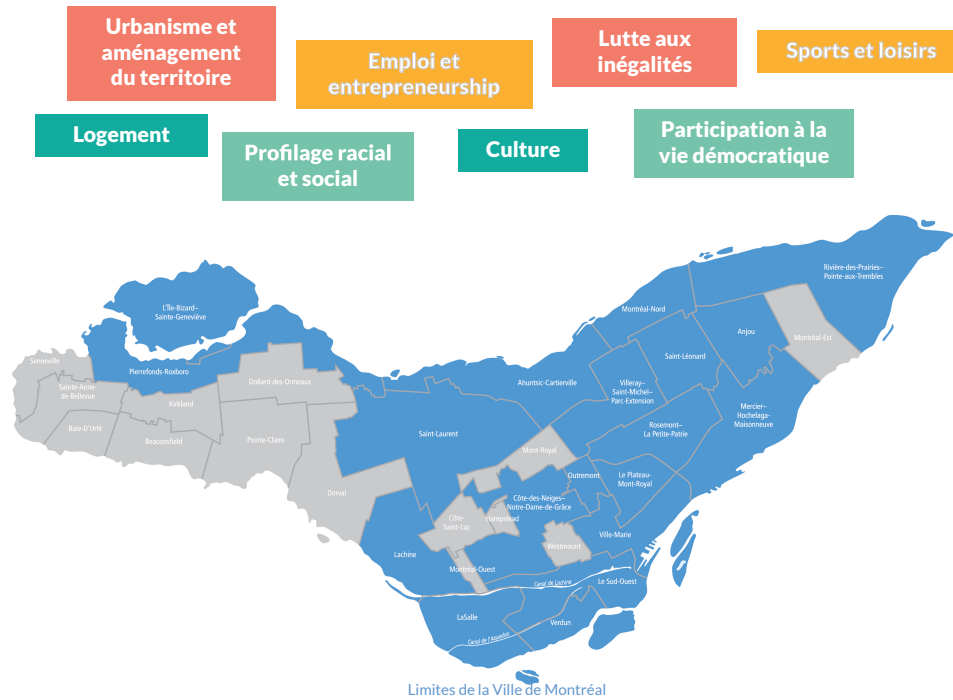 Urbanisme et
aménagement
du territoire
Emploi et
entrepreneurship
Lutte aux
inégalités
Sports et loisirs
Logement
Profilage racial
et social
Culture
Participation à la
vie démocratique
L'Île-Bizard–
Sainte-Geneviève
Rivière-des-Prairies–
Pointe-aux-Trembles
Montréal-Nord
Anjou
Montréal-Est
Senneville
Saint-Léonard
Pierrefonds-Roxboro
Dollard-des-Ormeaux
Ahuntsic-Cartierville
Villeray–
Saint-Michel–
Parc-Extension
Sainte-Anne-
de-Bellevue
Kirkland
Mercier–
Hochelaga-
Maisonneuve
Baie-D'Urfé
Beaconsfield
Pointe-Claire
Saint-Laurent
Rosemont–
La Petite-Patrie
Mont-Royal
Outremont
Le Plateau-
Mont-Royal
Dorval
Côte-des-Neiges–
Notre-Dame-de-Grâce
Côte-
Saint-Luc
Hampstead
Ville-Marie
Westmount
Lachine
Montréal-Ouest
Canal de Lachine
Le Sud-Ouest
LaSalle
Verdun
Canal de l'Aqueduc
Limites de la Ville de Montréal